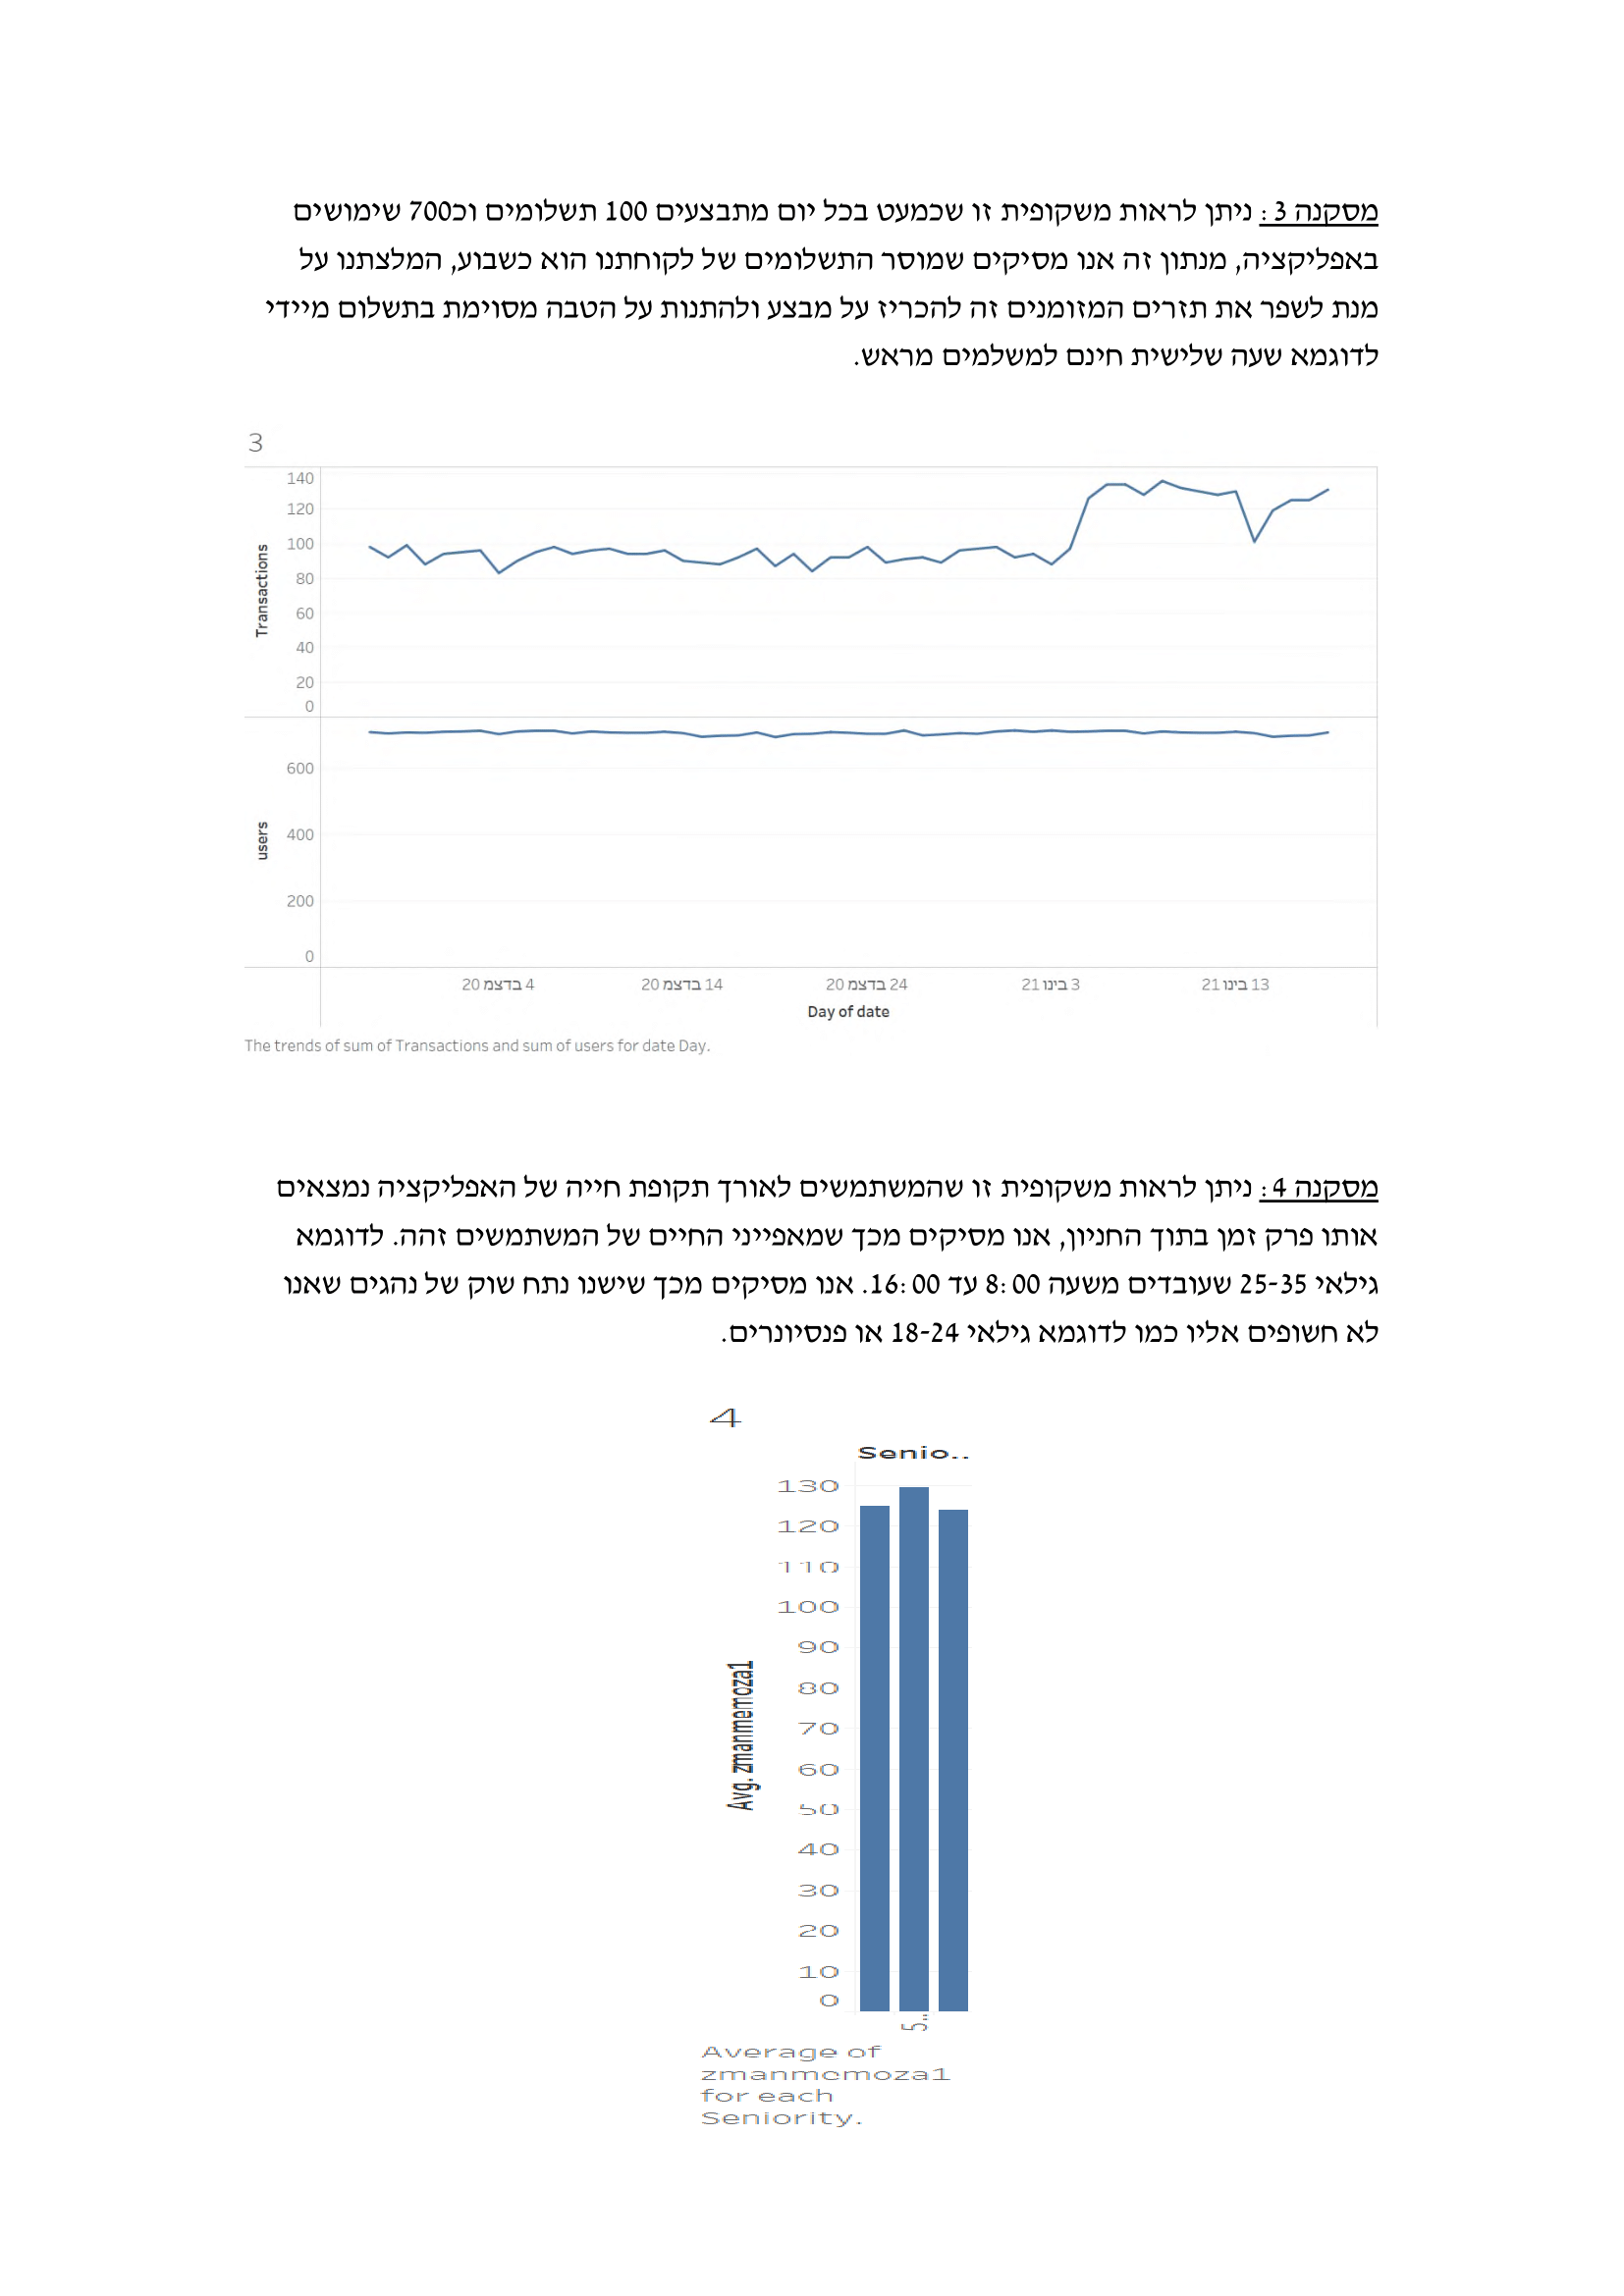 מסקנה 3: ניתן לראות משקופית זו שכמעט בכל יום מתבצעים 100 תשלומים וכ700 שימושים
באפליקציה, מנתון זה אנו מסיקים שמוסר התשלומים של לקוחתנו הוא כשבוע, המלצתנו על
מנת לשפר את תזרים המזומנים זה להכריז על מבצע ולהתנות על הטבה מסוימת בתשלום מיידי
לדוגמא שעה שלישית חינם למשלמים מראש.
3
Transactions
140
120
100
80
60
40
20
0
users
600
400
200
0
4 בדצמ 20
14 בדצמ 20
24 בדצמ 20
3 בינו 21
13 בינו 21
Day of date
The trends of sum of Transactions and sum of users for date Day.
מסקנה 4: ניתן לראות משקופית זו שהמשתמשים לאורך תקופת חייה של האפליקציה נמצאים
אותו פרק זמן בתוך החניון, אנו מסיקים מכך שמאפייני החיים של המשתמשים זהה. לדוגמא
גילאי 25-35 שעובדים משעה 8:00 עד 16:00. אנו מסיקים מכך שישנו נתח שוק של נהגים שאנו
לא חשופים אליו כמו לדוגמא גילאי 18-24 או פנסיונרים.
4
Senio..
130
120
110
100
90
80
70
60
50
40
30
20
10
0
Avg. zmanmemoza1
5..
Average of
zmanmemoza1
for each
Seniority.